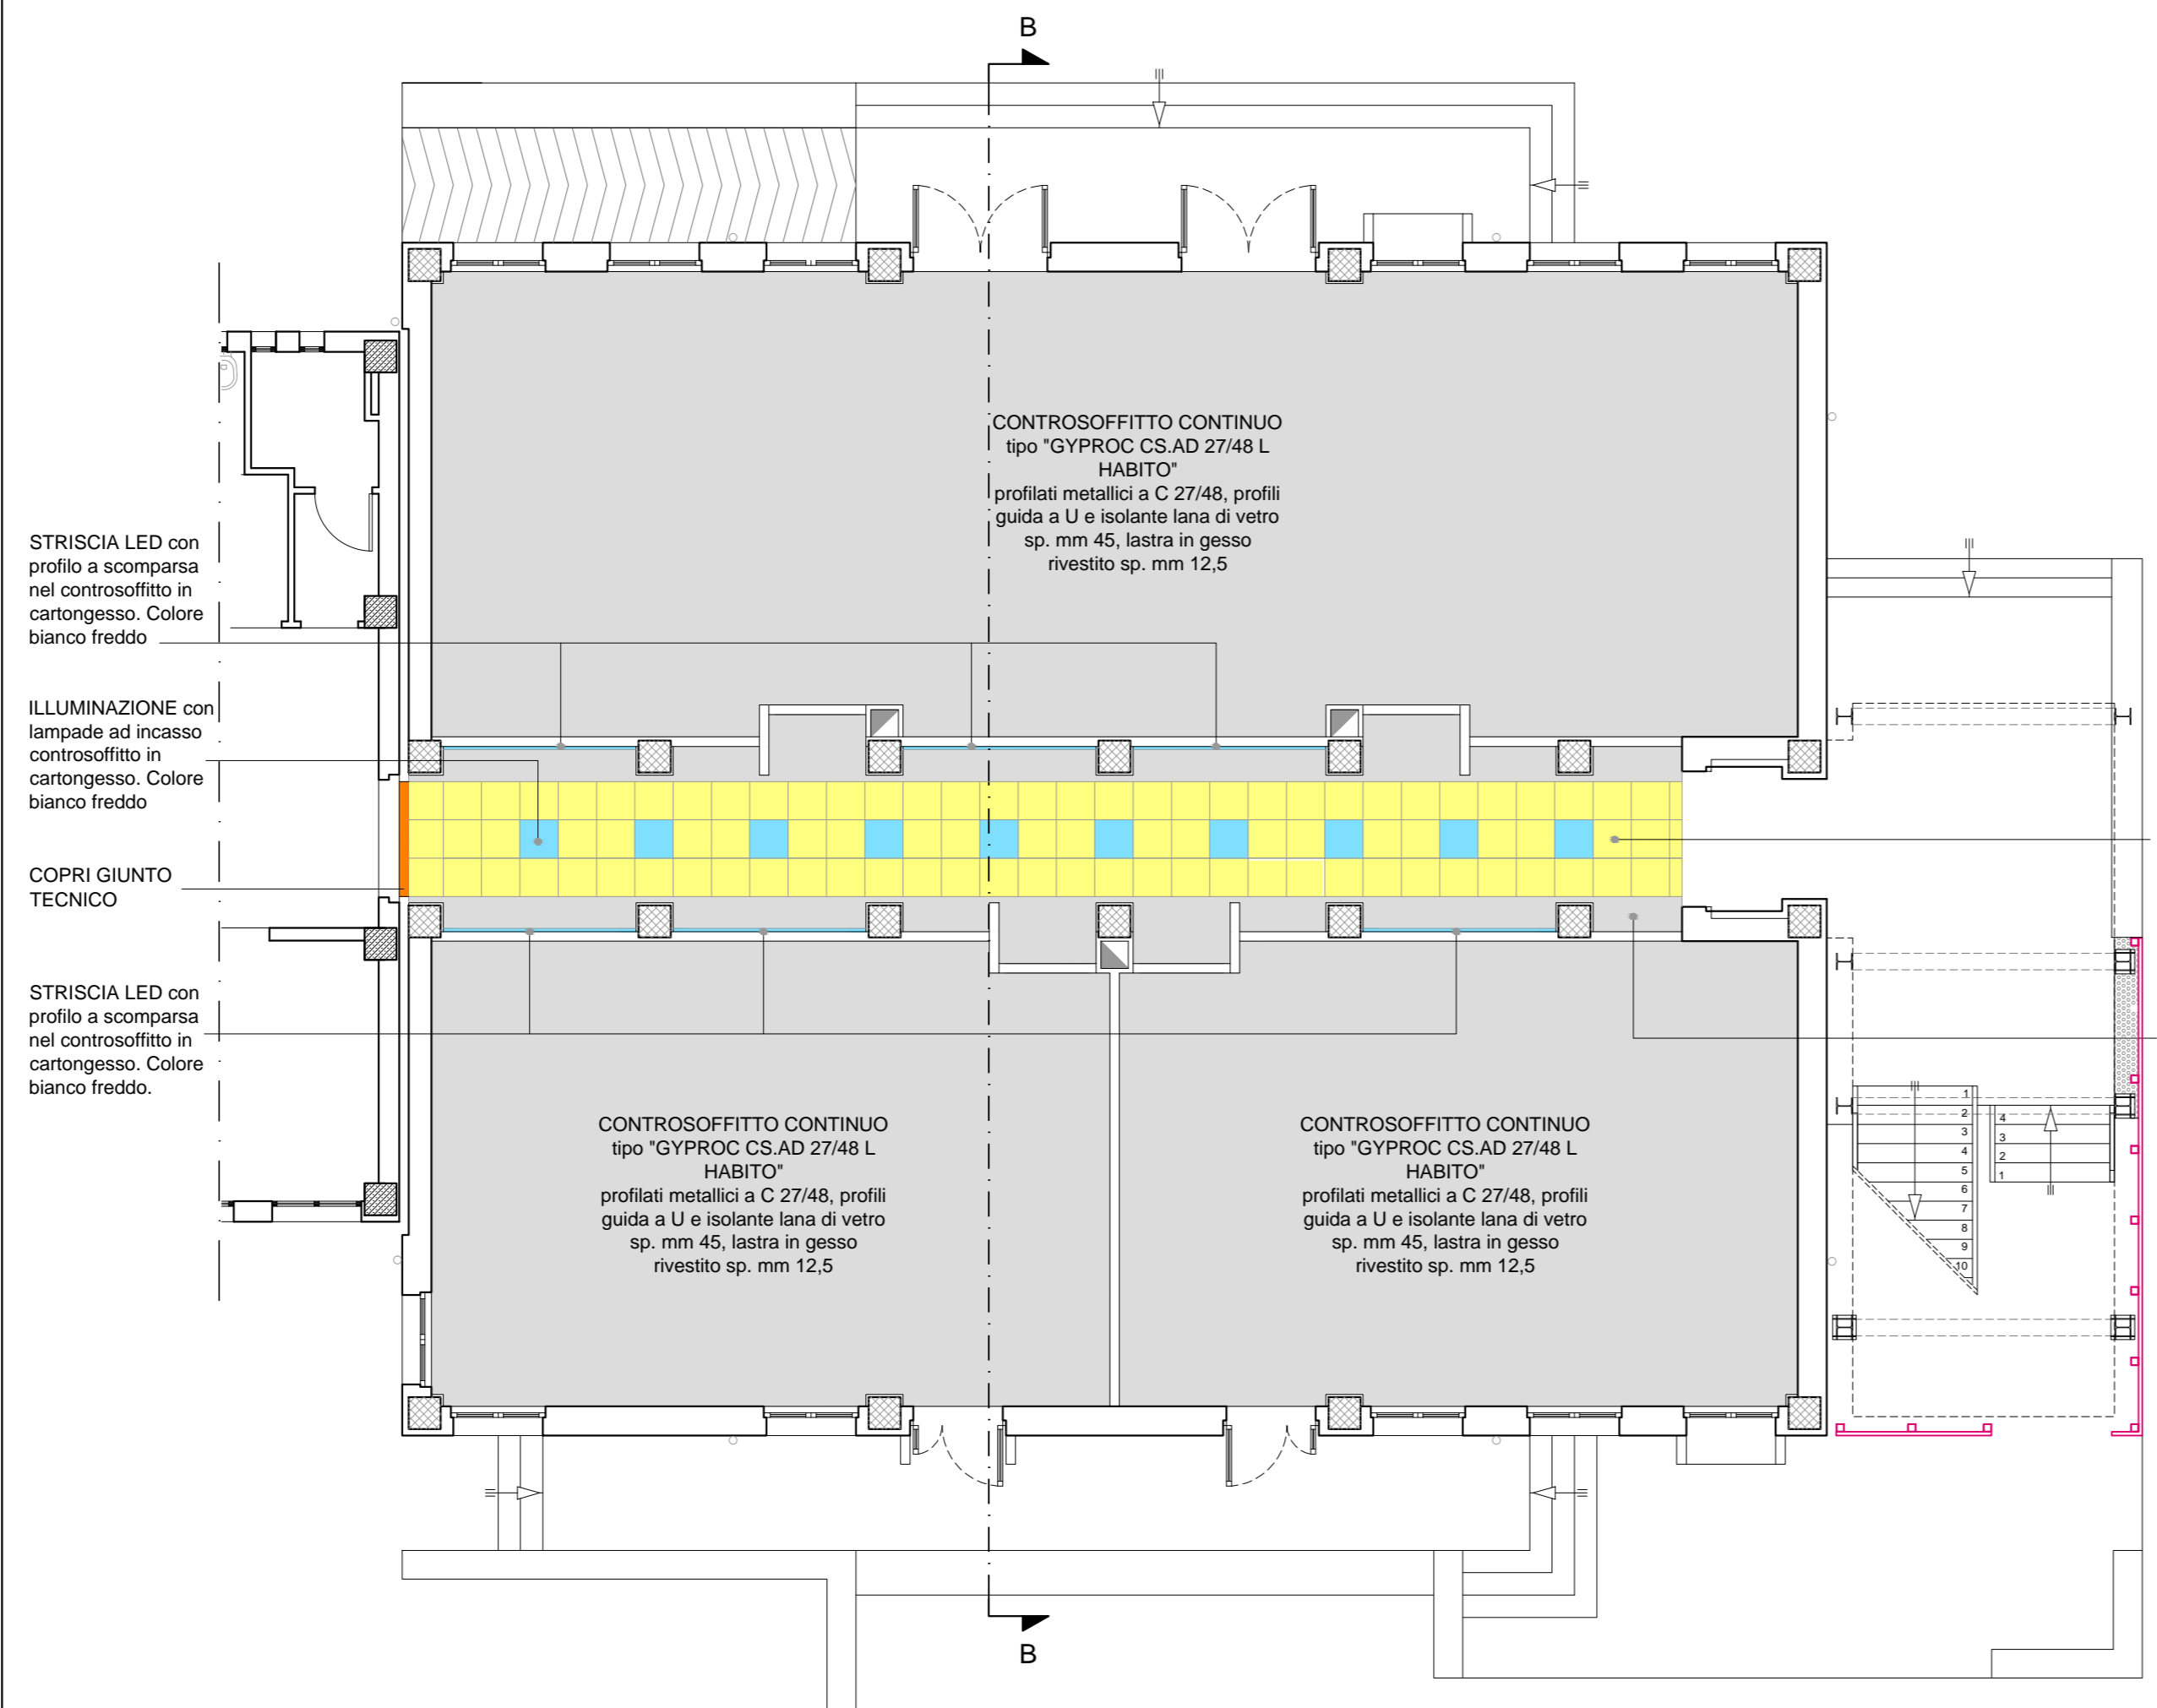 B
CONTROSOFFITTO CONTINUO
tipo "GYPROC CS.AD 27/48 L
HABITO"
profilati metallici a C 27/48, profili
guida a U e isolante lana di vetro
sp. mm 45, lastra in gesso
rivestito sp. mm 12,5
STRISCIA LED con
profilo a scomparsa
nel controsoffitto in
cartongesso. Colore
bianco freddo
ILLUMINAZIONE con
lampade ad incasso
controsoffitto in
cartongesso. Colore
bianco freddo
COPRI GIUNTO
TECNICO
STRISCIA LED con
profilo a scomparsa
nel controsoffitto in
cartongesso. Colore
bianco freddo.
CONTROSOFFITTO CONTINUO
tipo "GYPROC CS.AD 27/48 L
HABITO"
profilati metallici a C 27/48, profili
guida a U e isolante lana di vetro
sp. mm 45, lastra in gesso
rivestito sp. mm 12,5
CONTROSOFFITTO CONTINUO
tipo "GYPROC CS.AD 27/48 L
HABITO"
profilati metallici a C 27/48, profili
guida a U e isolante lana di vetro
sp. mm 45, lastra in gesso
rivestito sp. mm 12,5
1
2
3
4
5
6
7
8
9
10
4
3
2
1
B